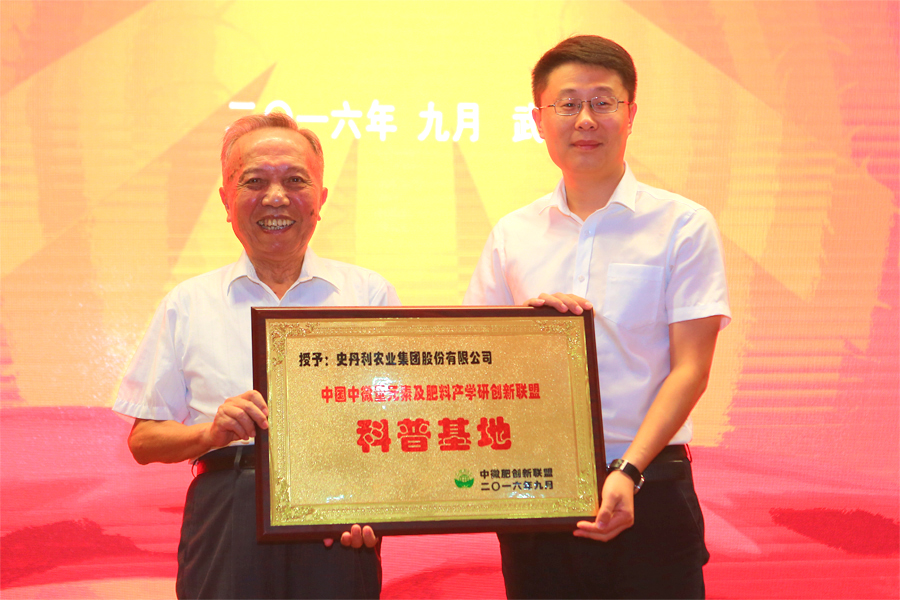 二〇一六年 九月 武
授予：史丹利农业集团股份有限公司
中国中微量元素及肥料产学研创新联盟
科普基地
中微肥创新联盟
二〇一六年九月